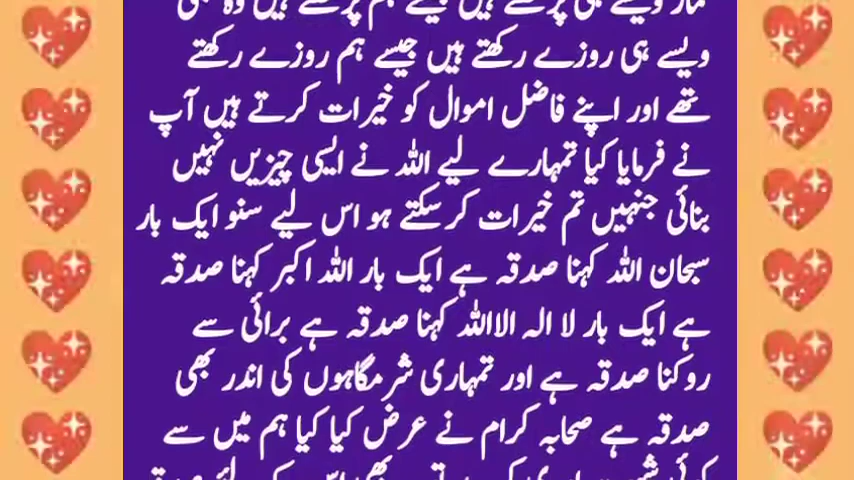 ویسے ہی روزے رکھتے ہیں جیسے ہم روزے رکھتے
تھے اور اپنے فاضل اموال کو خیرات کرتے ہیں آپ
نے فرمایا کیا تمہارے لیے اللہ نے ایسی چیزیں نہیں
بنائی جنہیں تم خیرات کرسکتے ہو اس لیے سنو ایک بار
سبحان اللہ کہنا صدقہ ہے ایک بار اللہ اکبر کہنا صدقہ
ہے ایک بار لا الہ الااللہ کہنا صدقہ ہے برائی سے
روکنا صدقہ ہے اور تمہاری شرمگاہوں کی اندر بھی
صدقہ ہے صحابہ کرام نے عرض کیا کیا ہم میں سے